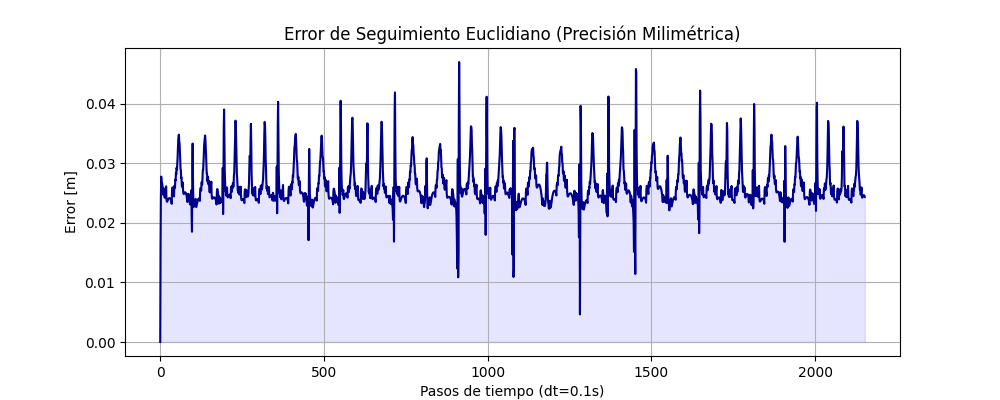 Error de Seguimiento Euclidiano (Precisión Milimétrica)
Error [m]
0.04
0.03
0.02
0.01
0.00
0 500 1000 1500 2000
Pasos de tiempo (dt=0.1s)